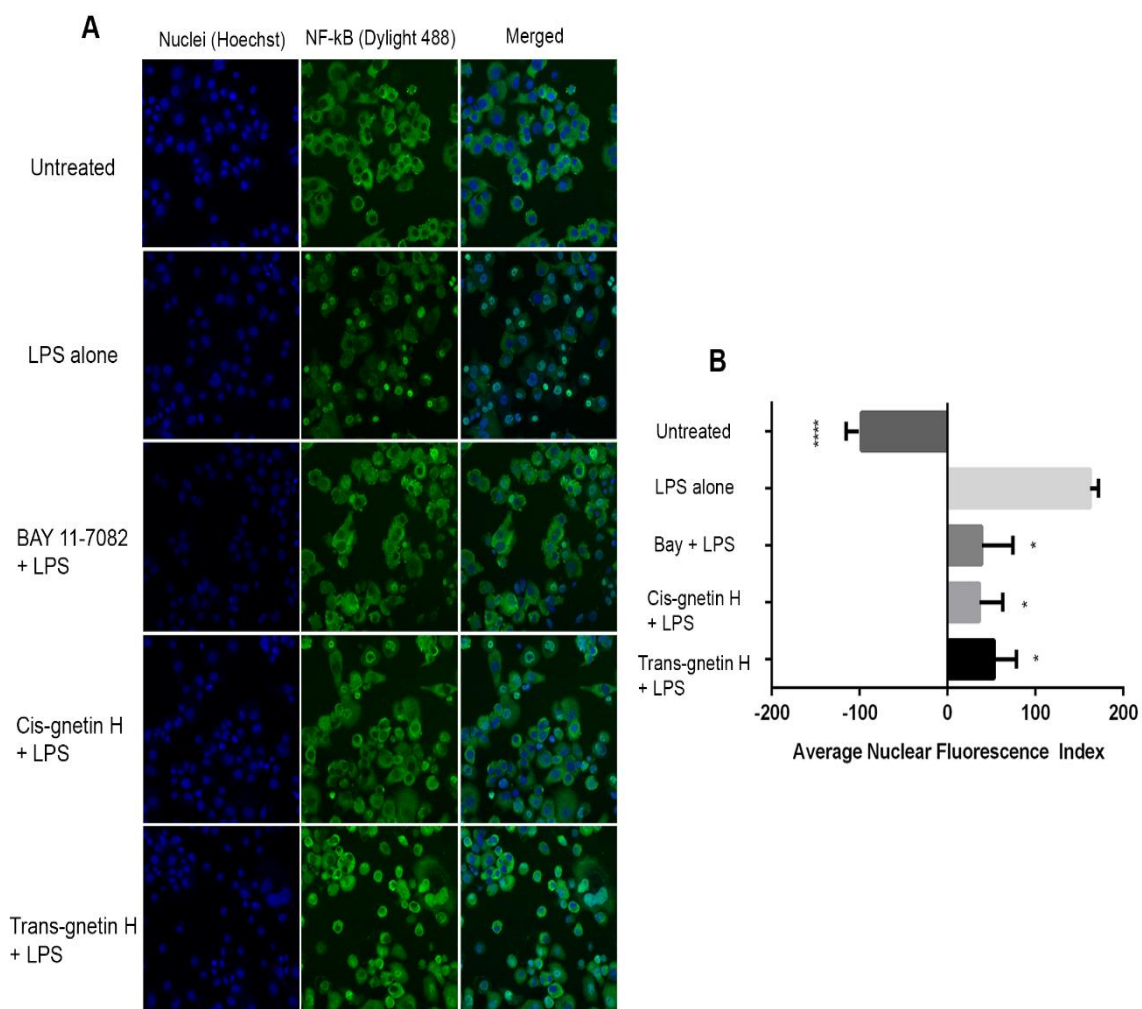 A
Nuclei (Hoechst) NF-kB (Dylight 488) Merged
Untreated
LPS alone
BAY 11-7082
+ LPS
Cis-gnetin H
+ LPS
Trans-gnetin H
+ LPS
B
Untreated
****
LPS alone
Bay + LPS
*
Cis-gnetin H
+ LPS
*
Trans-gnetin H
+ LPS
*
-200 -100 0 100 200
Average Nuclear Fluorescence Index